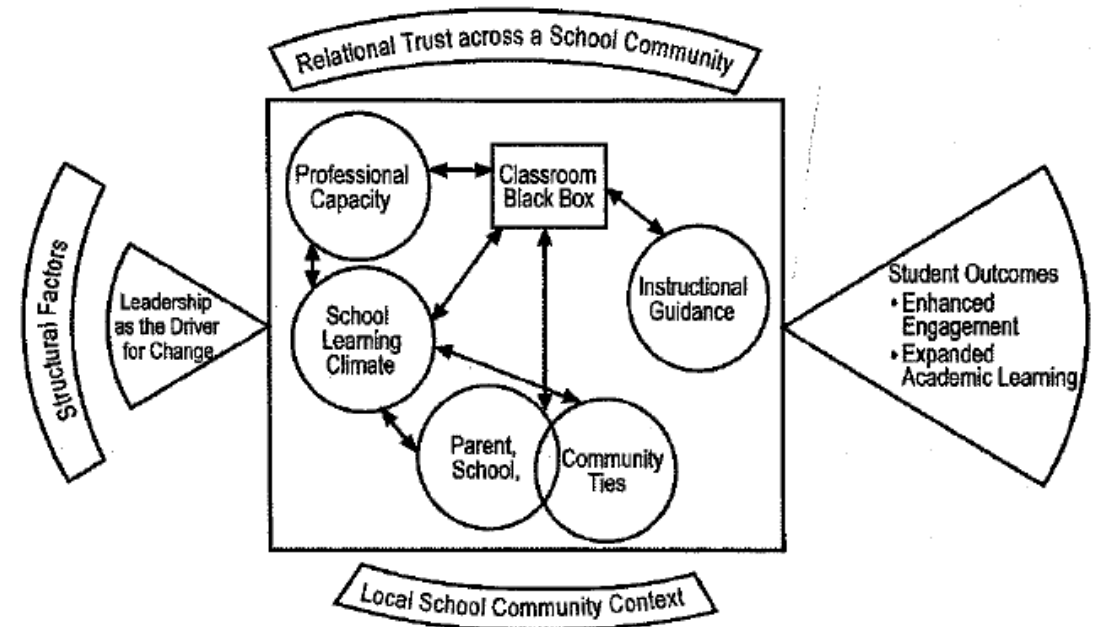 Relational Trust across a School Community
Structural Factors
Leadership
as the Driver
for Change
Professional
Capacity
Classroom
Black Box
School
Learning
Climate
Instructional
Guidance
Parent,
School,
Community
Ties
Student Outcomes
• Enhanced
Engagement
• Expanded
Academic Learning
Local School Community Context